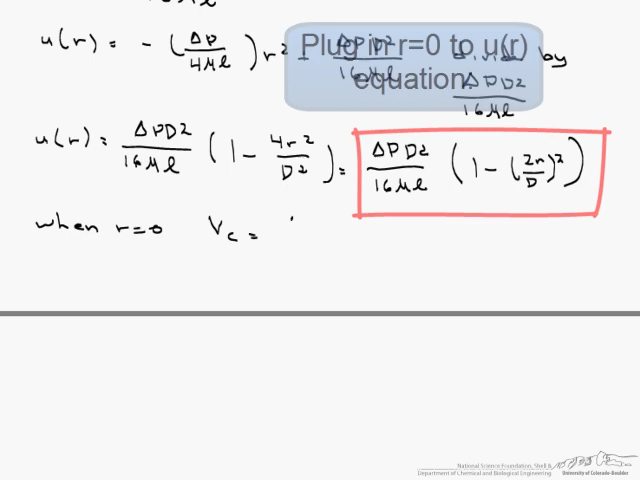 u(r) = - (ΔP/4μl) r² + ΔPD²/16μl by
Plug in r=0 to u(r) equation.
ΔPD²/16μl
u(r) = ΔPD²/16μl (1 - 4r²/D²) = ΔPD²/16μl (1 - (2r/D)²)
when r=0 Vc =
National Science Foundation, Shell &
Department of Chemical and Biological Engineering
University of Colorado-Boulder